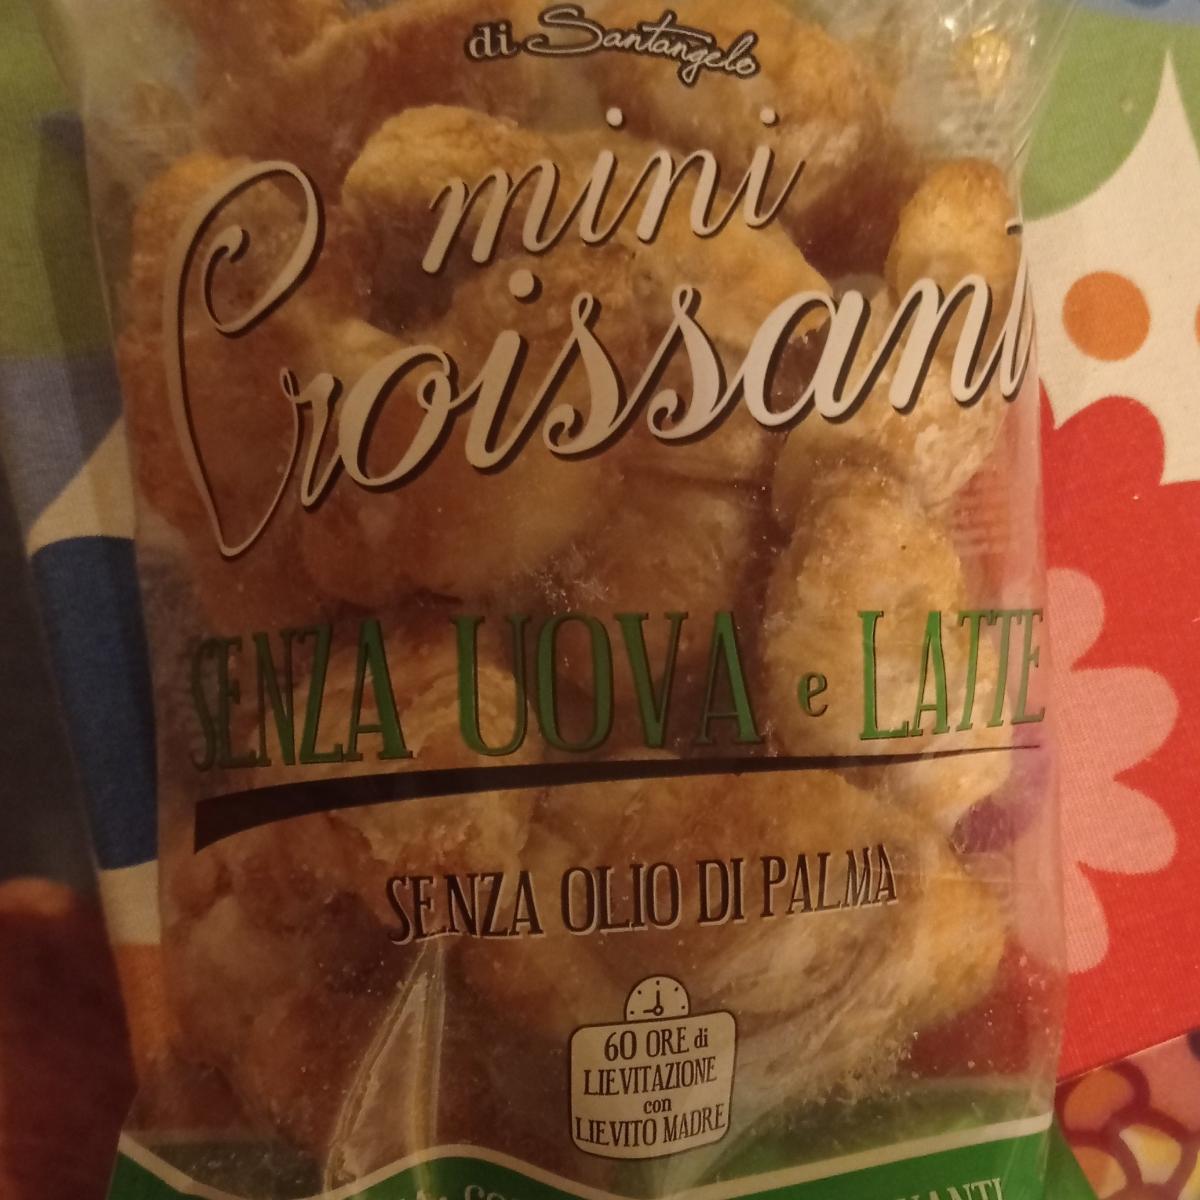 di Santangelo
mini
Croissant
SENZA UOVA e LATTE
SENZA OLIO DI PALMA
60 ORE di
LIEVITAZIONE
con
LIEVITO MADRE